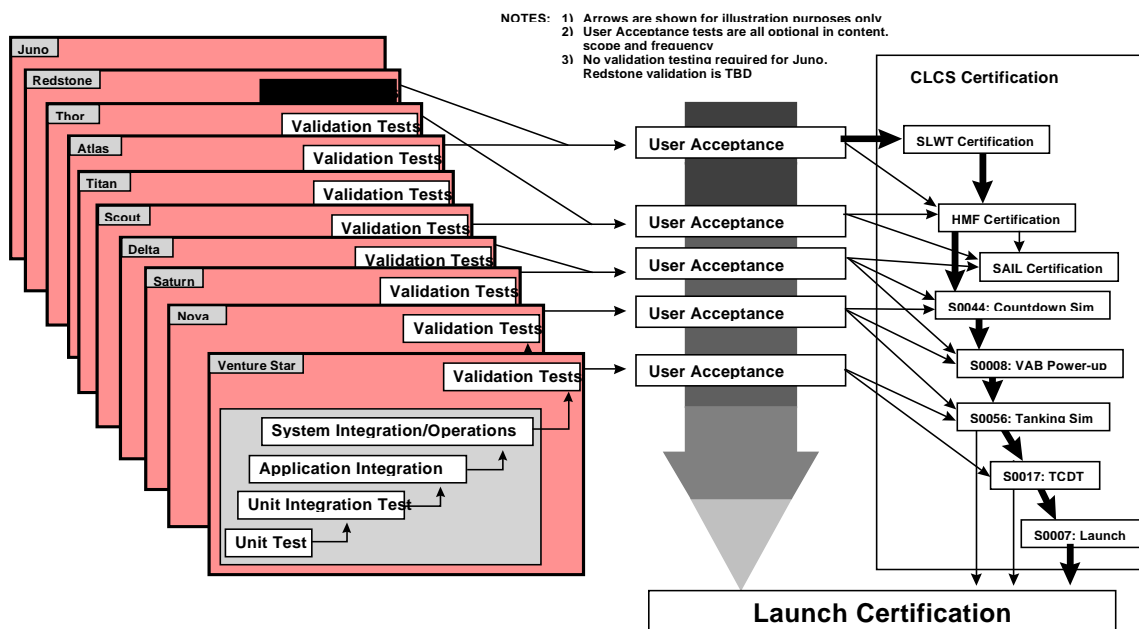 NOTES: 1) Arrows are shown for illustration purposes only
2) User Acceptance tests are all optional in content,
scope and frequency
3) No validation testing required for Juno.
Redstone validation is TBD
Juno
Redstone
Thor
Validation Tests
Atlas
Validation Tests
Titan
Validation Tests
Scout
Validation Tests
Delta
Validation Tests
Saturn
Validation Tests
Nova
Validation Tests
Venture Star
Validation Tests
System Integration/Operations
Application Integration
Unit Integration Test
Unit Test
User Acceptance
User Acceptance
User Acceptance
User Acceptance
User Acceptance
CLCS Certification
SLWT Certification
HMF Certification
SAIL Certification
S0044: Countdown Sim
S0008: VAB Power-up
S0056: Tanking Sim
S0017: TCDT
S0007: Launch
Launch Certification